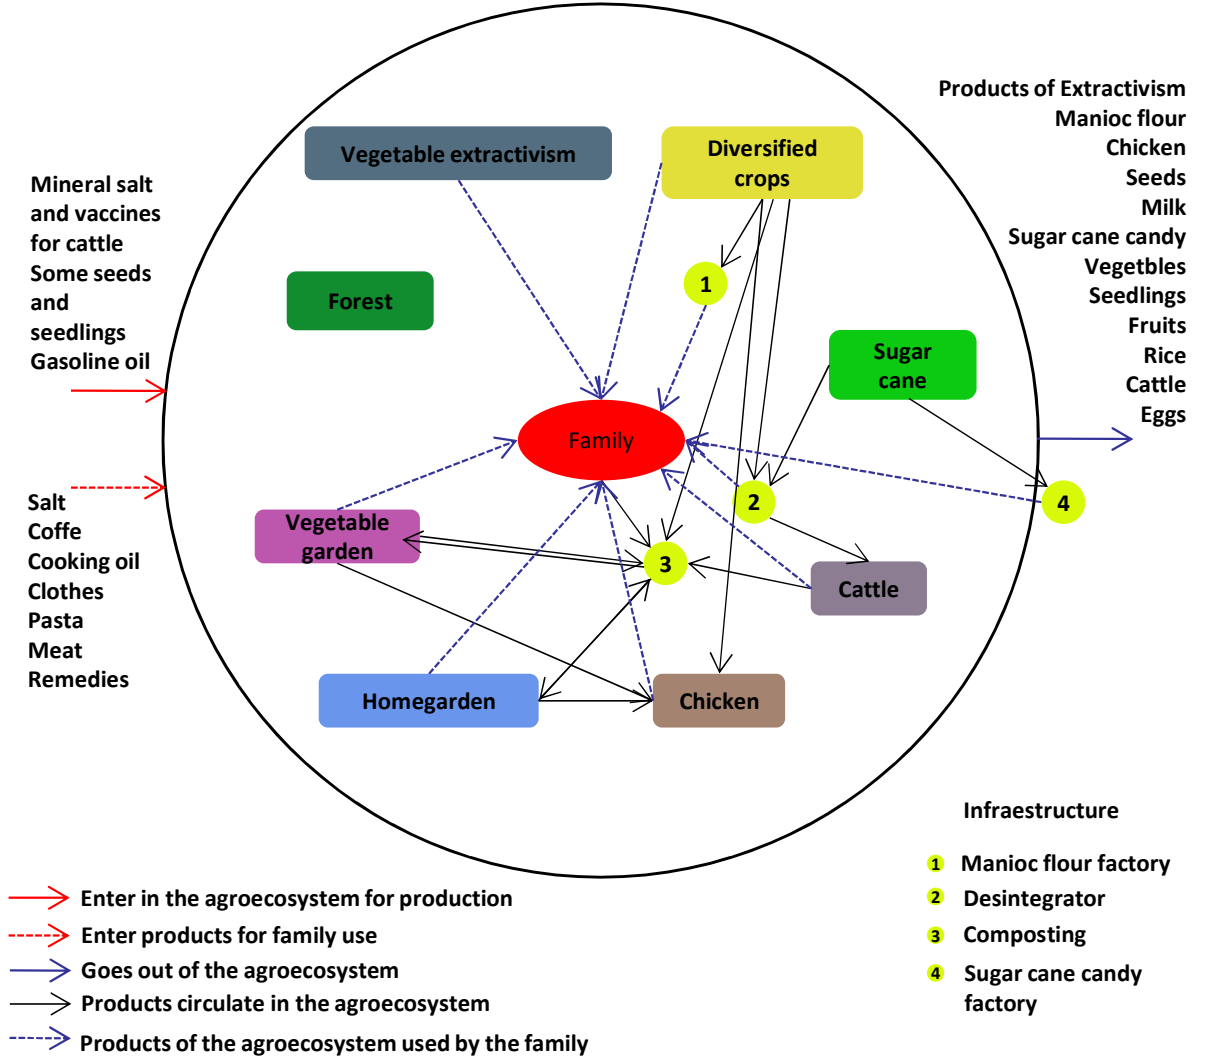 Products of Extractivism
Manioc flour
Chicken
Seeds
Milk
Sugar cane candy
Vegetbles
Seedlings
Fruits
Rice
Cattle
Eggs
Vegetable extractivism
Diversified
crops
Mineral salt
and vaccines
for cattle
Some seeds
and
seedlings
Gasoline oil
Forest
1
Sugar
cane
Family
Salt
Coffe
Cooking oil
Clothes
Pasta
Meat
Remedies
2
4
Vegetable
garden
3
Cattle
Homegarden
Chicken
Infraestructure
1 Manioc flour factory
2 Desintegrator
3 Composting
4 Sugar cane candy
factory
Enter in the agroecosystem for production
Enter products for family use
Goes out of the agroecosystem
Products circulate in the agroecosystem
Products of the agroecosystem used by the family